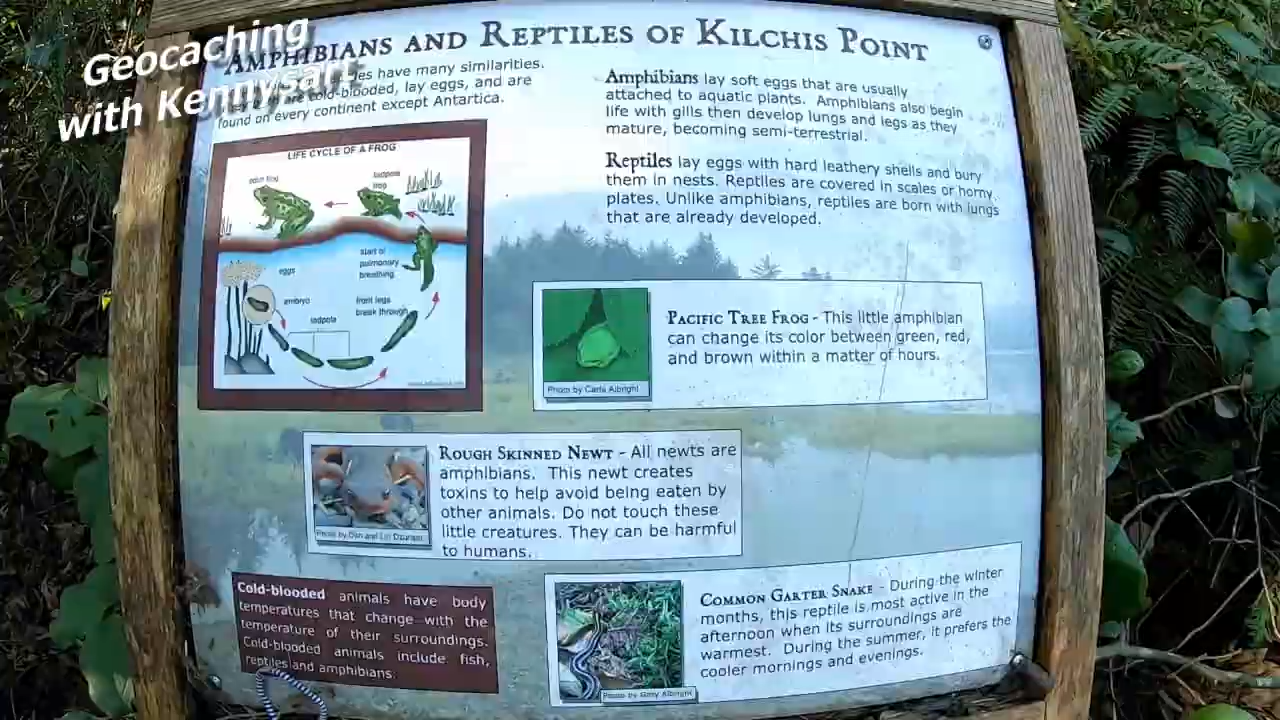 Geocaching
with Kennysart
AMPHIBIANS AND REPTILES OF KILCHIS POINT
have many similarities.
are cold-blooded, lay eggs, and are
found on every continent except Antartica.
LIFE CYCLE OF A FROG
adult frog
tadpole
frog
start of
pulmonary
breathing
eggs
embryo
front legs
break through
tadpole
Amphibians lay soft eggs that are usually
attached to aquatic plants. Amphibians also begin
life with gills then develop lungs and legs as they
mature, becoming semi-terrestrial.
Reptiles lay eggs with hard leathery shells and bury
them in nests. Reptiles are covered in scales or horny
plates. Unlike amphibians, reptiles are born with lungs
that are already developed.
PACIFIC TREE FROG - This little amphibian
can change its color between green, red,
and brown within a matter of hours.
Photo by Carla Albright
ROUGH SKINNED NEWT - All newts are
amphibians. This newt creates
toxins to help avoid being eaten by
other animals. Do not touch these
little creatures. They can be harmful
to humans.
Photo by Don and
Cold-blooded animals have body
temperatures that change with the
temperature of their surroundings.
Cold-blooded animals include fish,
reptiles and amphibians.
COMMON GARTER SNAKE - During the winter
months, this reptile is most active in the
afternoon when its surroundings are
warmest. During the summer, it prefers the
cooler mornings and evenings.
Photo by Gary Albright